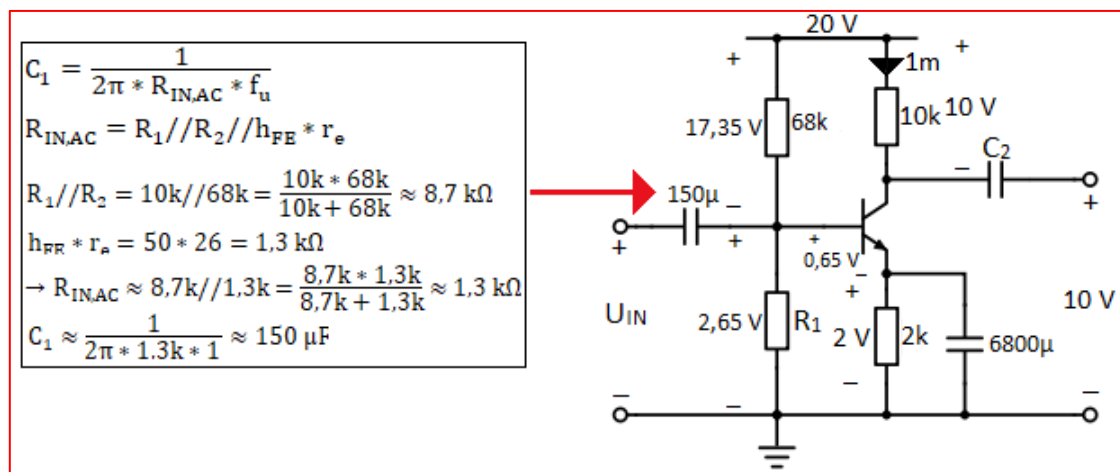 C₁ = 1 / (2π * R_IN,AC * f_u)
R_IN,AC = R₁//R₂//h_FE * r_e
R₁//R₂ = 10k//68k = (10k * 68k) / (10k + 68k) ≈ 8,7 kΩ
h_FE * r_e = 50 * 26 = 1,3 kΩ
→ R_IN,AC ≈ 8,7k//1,3k = (8,7k * 1,3k) / (8,7k + 1,3k) ≈ 1,3 kΩ
C₁ ≈ 1 / (2π * 1.3k * 1) ≈ 150 μF
20 V
+ +
1m
17,35 V 68k 10k 10 V
C₂
150μ − −
+ + + +
0,65 V
−
+
U_IN 2,65 V R₁ 2 V 2k 6800μ 10 V
− − − −